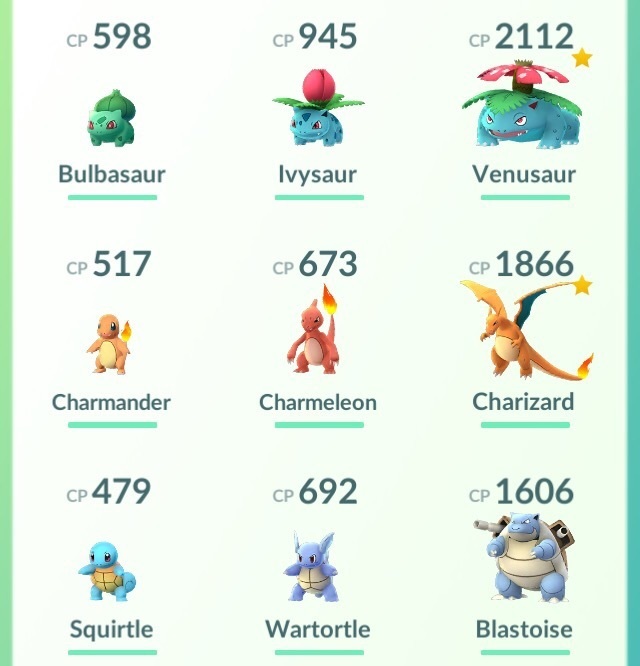 CP 598 CP 945 CP 2112
Bulbasaur Ivysaur Venusaur
CP 517 CP 673 CP 1866
Charmander Charmeleon Charizard
CP 479 CP 692 CP 1606
Squirtle Wartortle Blastoise